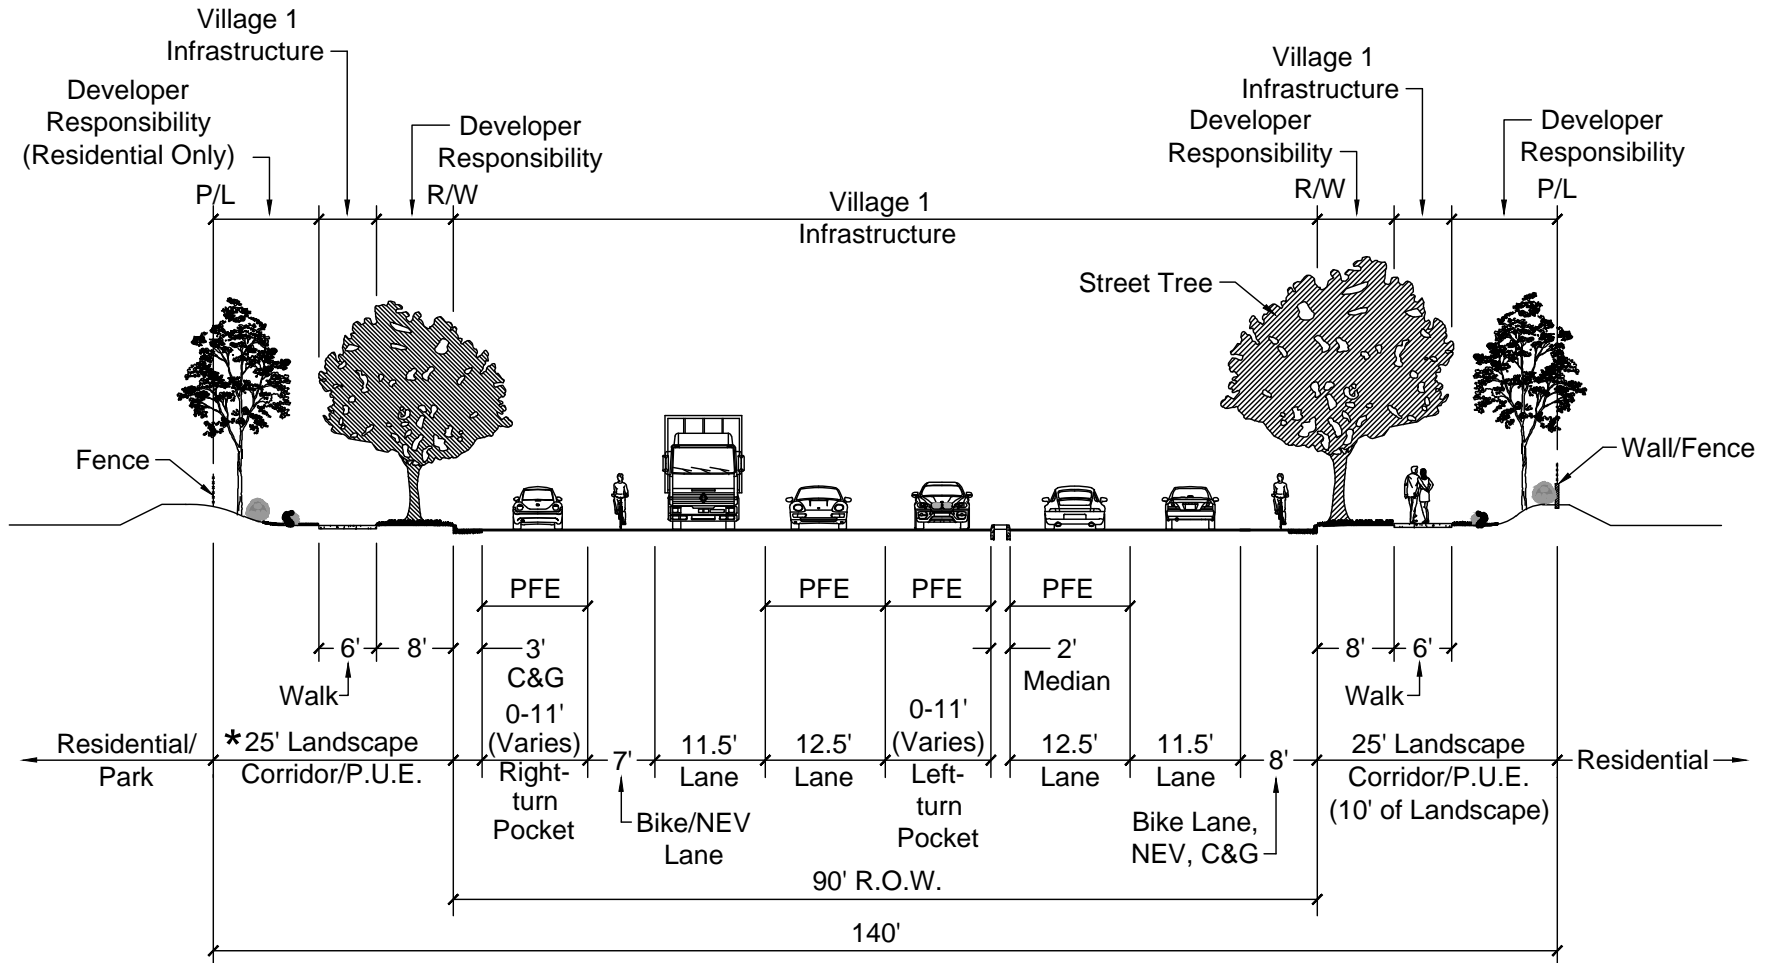 Village 1
Infrastructure
Developer
Responsibility
(Residential Only)
P/L
Developer
Responsibility
R/W
Village 1
Infrastructure
Village 1
Infrastructure
Developer
Responsibility
R/W
Developer
Responsibility
P/L
Street Tree
Fence
Wall/Fence
PFE
PFE
PFE
PFE
6'
8'
3'
C&G
2'
Median
8'
6'
Walk
Walk
Residential/
Park
*25' Landscape
Corridor/P.U.E.
0-11'
(Varies)
Right-
turn
Pocket
7'
Bike/NEV
Lane
11.5'
Lane
12.5'
Lane
0-11'
(Varies)
Left-
turn
Pocket
12.5'
Lane
11.5'
Lane
8'
Bike Lane,
NEV, C&G
25' Landscape
Corridor/P.U.E.
(10' of Landscape)
Residential
90' R.O.W.
140'